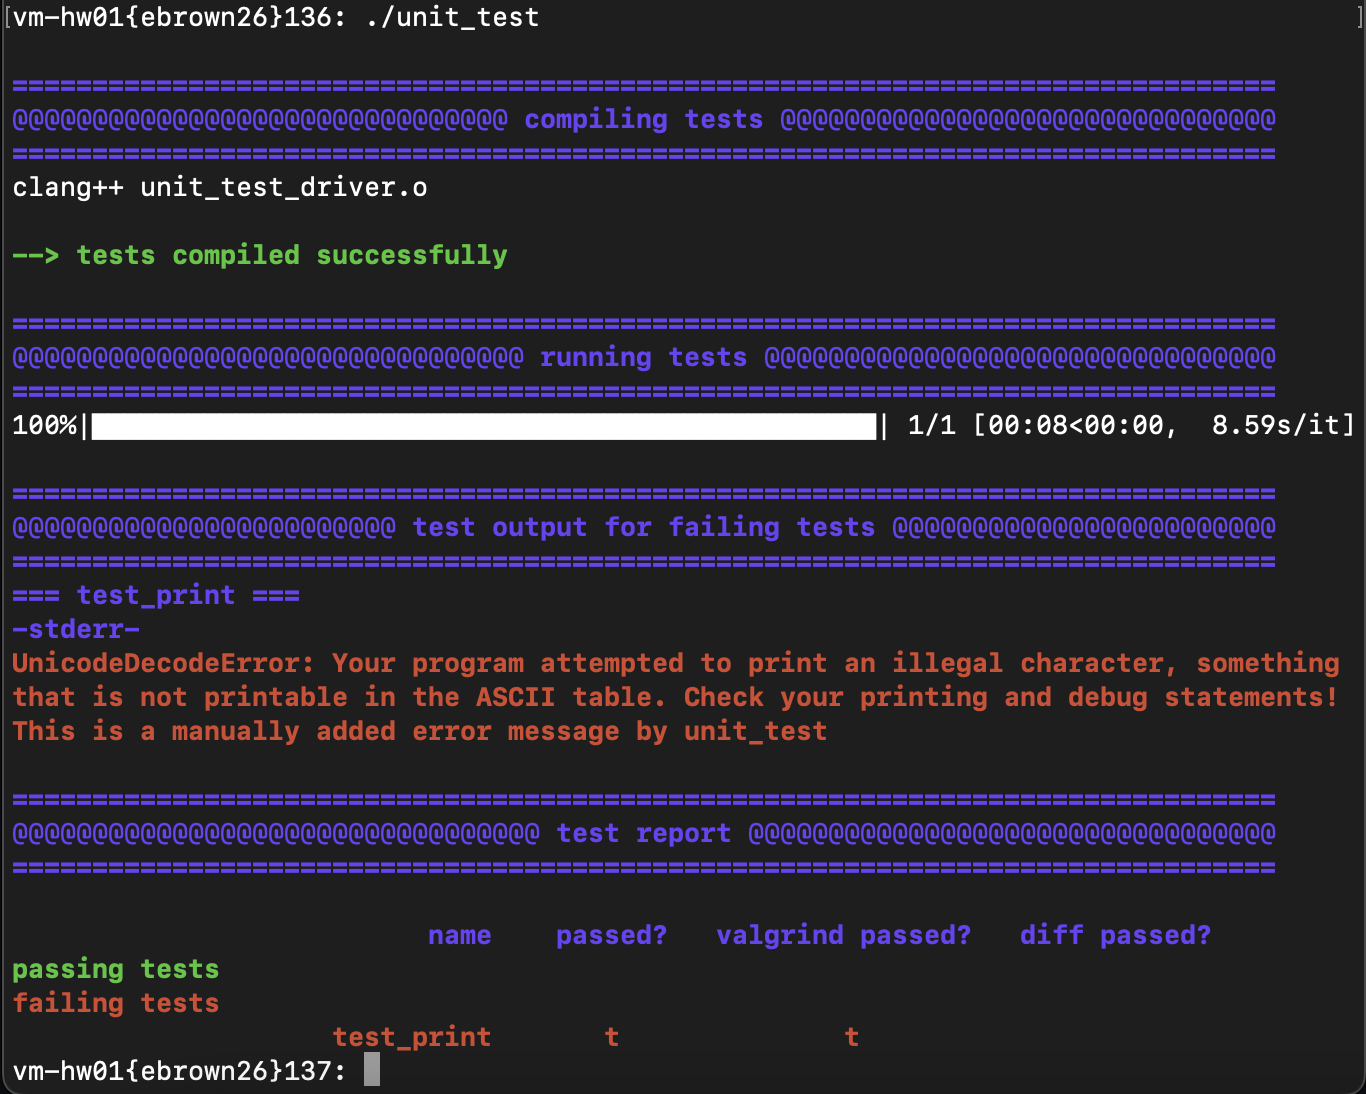 [vm-hw01{ebrown26}136: ./unit_test ]
===============================================================================
@@@@@@@@@@@@@@@@@@@@@@@@@@@@@@@ compiling tests @@@@@@@@@@@@@@@@@@@@@@@@@@@@@@@
===============================================================================
clang++ unit_test_driver.o
--> tests compiled successfully
===============================================================================
@@@@@@@@@@@@@@@@@@@@@@@@@@@@@@@@ running tests @@@@@@@@@@@@@@@@@@@@@@@@@@@@@@@@
===============================================================================
100%|█████████████████████████████████████████████████| 1/1 [00:08<00:00,  8.59s/it]
===============================================================================
@@@@@@@@@@@@@@@@@@@@@@@@ test output for failing tests @@@@@@@@@@@@@@@@@@@@@@@@
===============================================================================
=== test_print ===
-stderr-
UnicodeDecodeError: Your program attempted to print an illegal character, something
that is not printable in the ASCII table. Check your printing and debug statements!
This is a manually added error message by unit_test
===============================================================================
@@@@@@@@@@@@@@@@@@@@@@@@@@@@@@@@@ test report @@@@@@@@@@@@@@@@@@@@@@@@@@@@@@@@@
===============================================================================
name    passed?   valgrind passed?   diff passed?
passing tests
failing tests
test_print       t              t
vm-hw01{ebrown26}137: